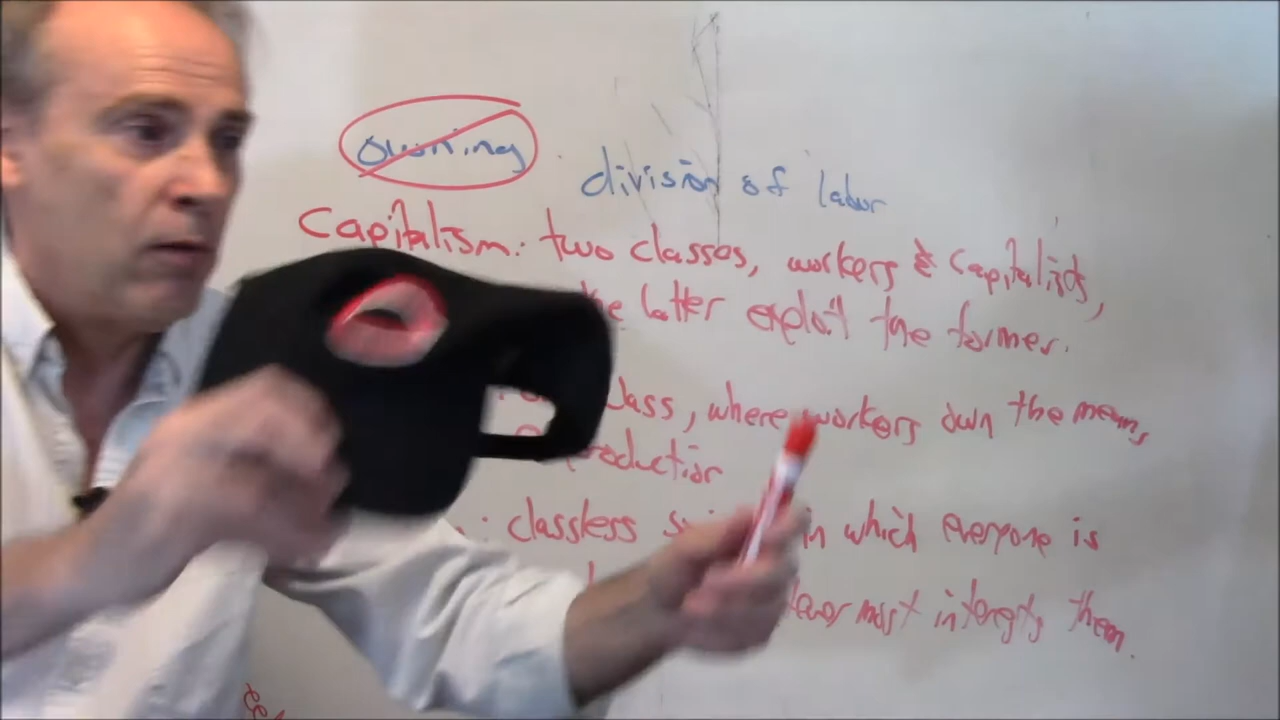 owning
division of labor
Capitalism: two classes, workers & capitalists,
the latter exploit the former.
class, where workers own the means
production
: classless in which everyone is
most interests them.